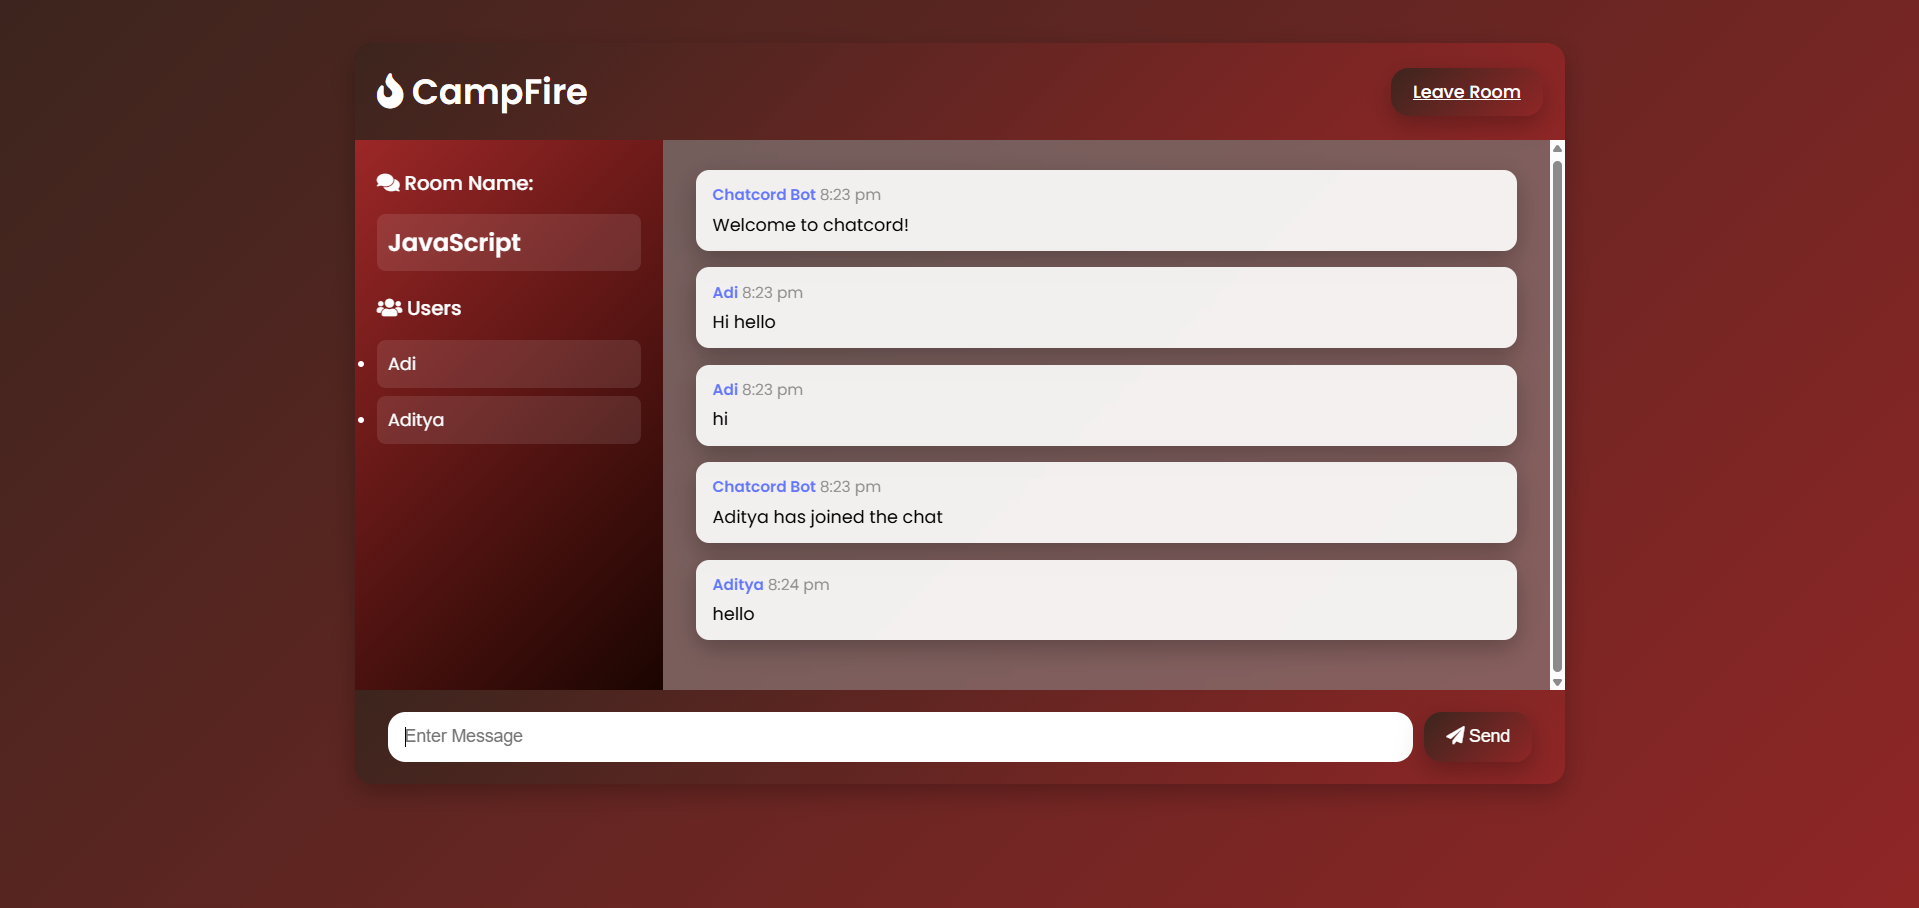 CampFire
Leave Room
Room Name:
JavaScript
Users
Adi
Aditya
Chatcord Bot 8:23 pm
Welcome to chatcord!
Adi 8:23 pm
Hi hello
Adi 8:23 pm
hi
Chatcord Bot 8:23 pm
Aditya has joined the chat
Aditya 8:24 pm
hello
Enter Message
Send